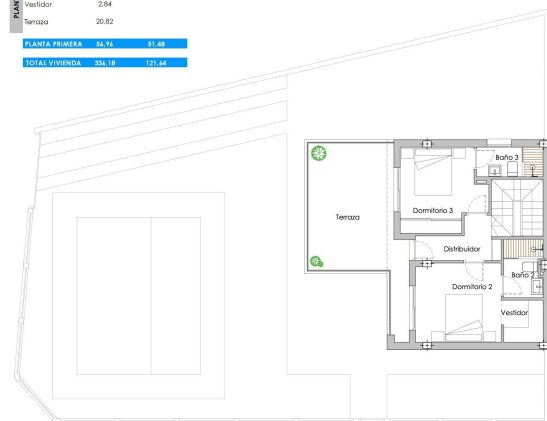 PLAN
Vestidor 2,84
Terraza 20,82
PLANTA PRIMERA 56,96 51,48
TOTAL VIVIENDA 336,18 121,64
Baño 3
Dormitorio 3
Terraza
Distribuidor
Baño 2
Dormitorio 2
Vestidor